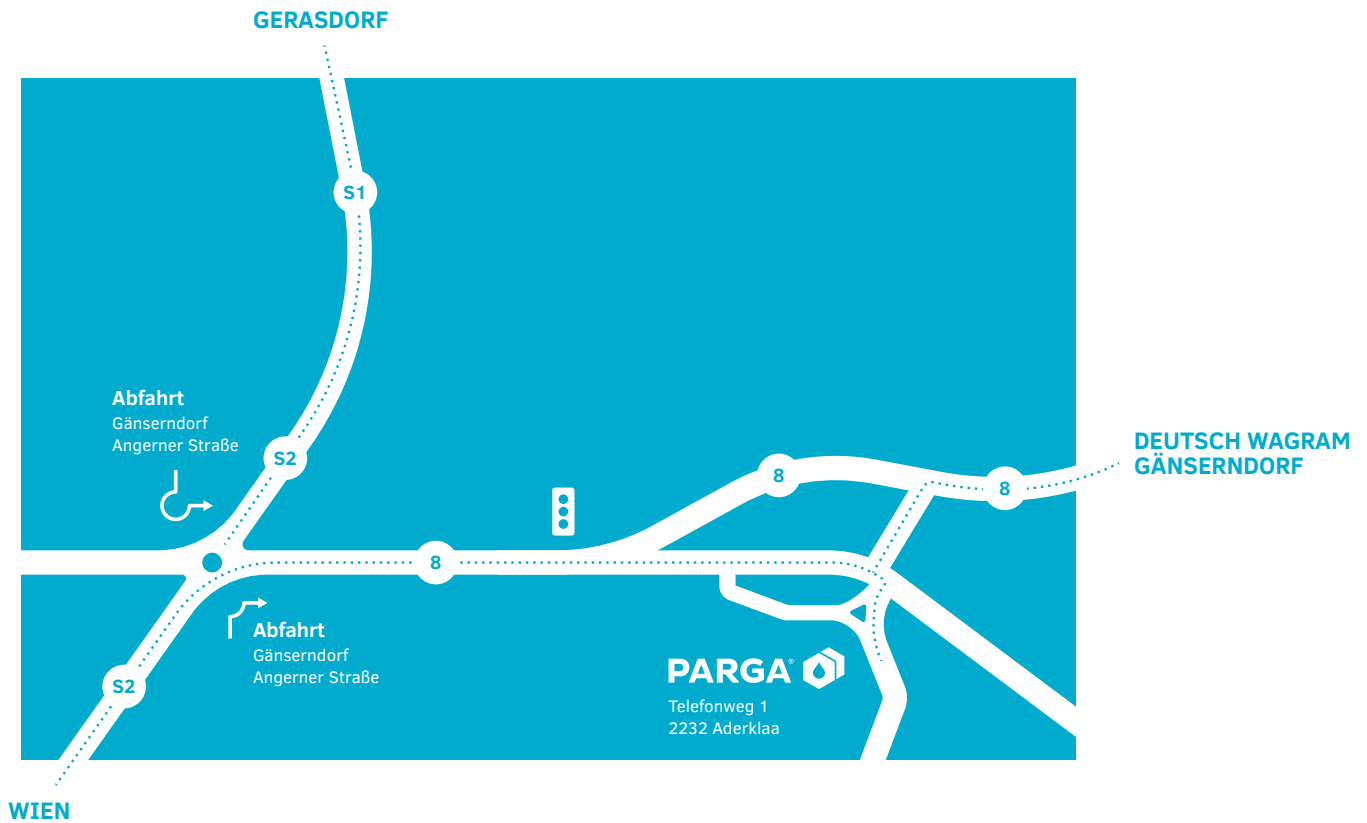 GERASDORF
S1
Abfahrt
Gänserndorf
Angerner Straße
S2
8
DEUTSCH WAGRAM
GÄNSERNDORF
8
8
Abfahrt
Gänserndorf
Angerner Straße
S2
PARGA®
Telefonweg 1
2232 Aderklaa
WIEN